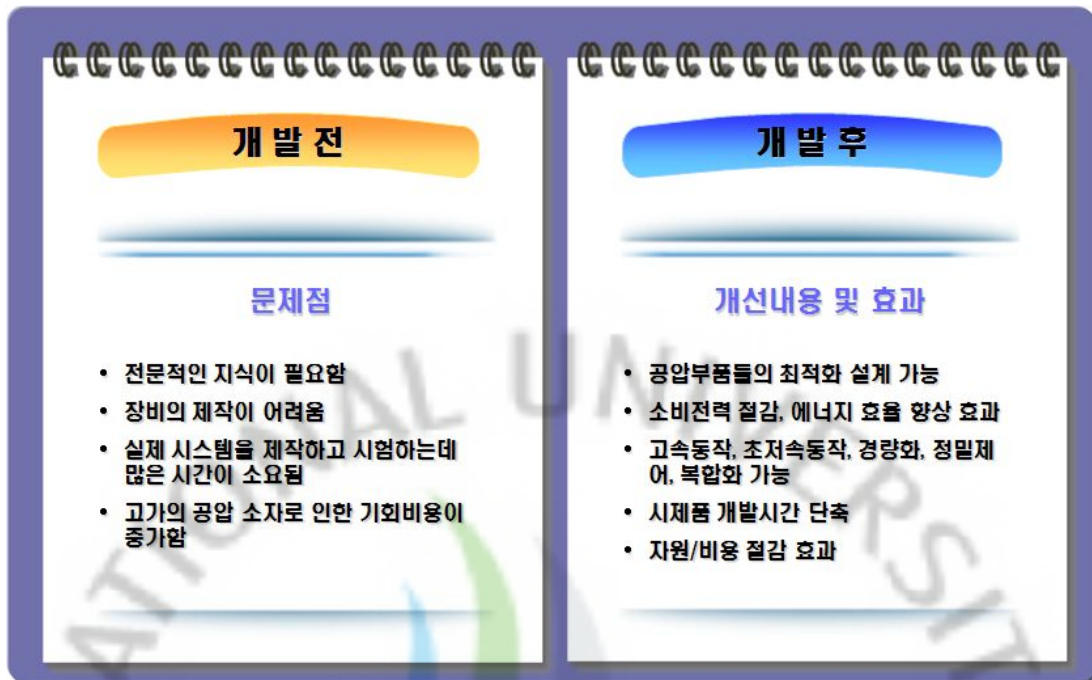 개발전
문제점
• 전문적인 지식이 필요함
• 장비의 제작이 어려움
• 실제 시스템을 제작하고 시험하는데
많은 시간이 소요됨
• 고가의 공압 소자로 인한 기회비용이
증가함
개발후
개선내용 및 효과
• 공압부품들의 최적화 설계 가능
• 소비전력 절감, 에너지 효율 향상 효과
• 고속동작, 초저속동작, 경량화, 정밀제
어, 복합화 가능
• 시제품 개발시간 단축
• 자원/비용 절감 효과
ATIONAL UNIVERSIT